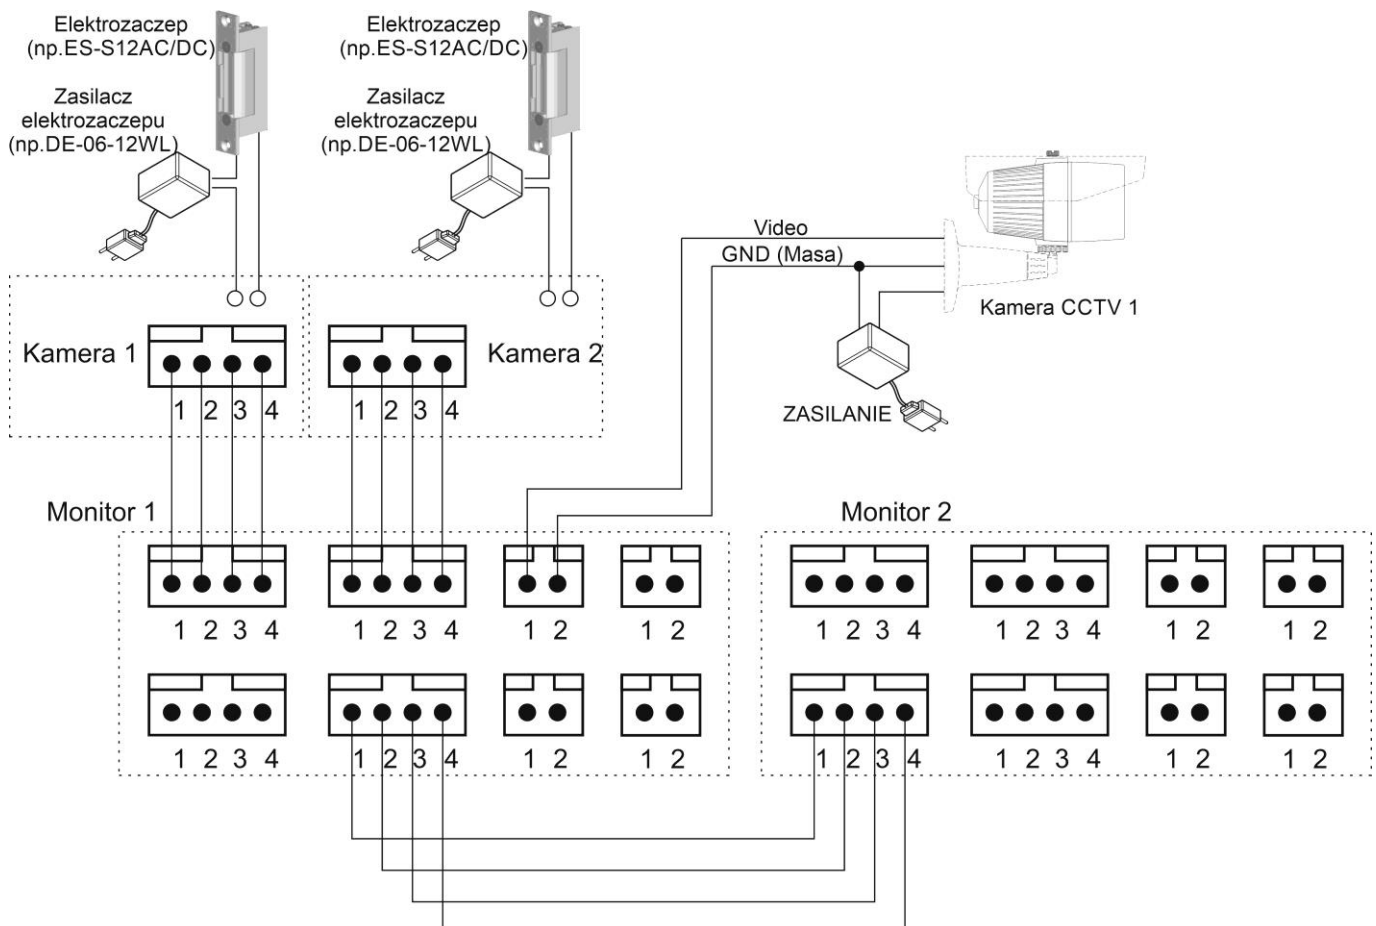 Elektrozaczep
(np.ES-S12AC/DC)
Elektrozaczep
(np.ES-S12AC/DC)
Zasilacz
elektrozaczepu
(np.DE-06-12WL)
Zasilacz
elektrozaczepu
(np.DE-06-12WL)
Video
GND (Masa)
Kamera CCTV 1
ZASILANIE
Kamera 1
Kamera 2
1 2 3 4
1 2 3 4
Monitor 1
Monitor 2
1 2 3 4
1 2 3 4
1 2
1 2
1 2 3 4
1 2 3 4
1 2
1 2
1 2 3 4
1 2 3 4
1 2
1 2
1 2 3 4
1 2 3 4
1 2
1 2